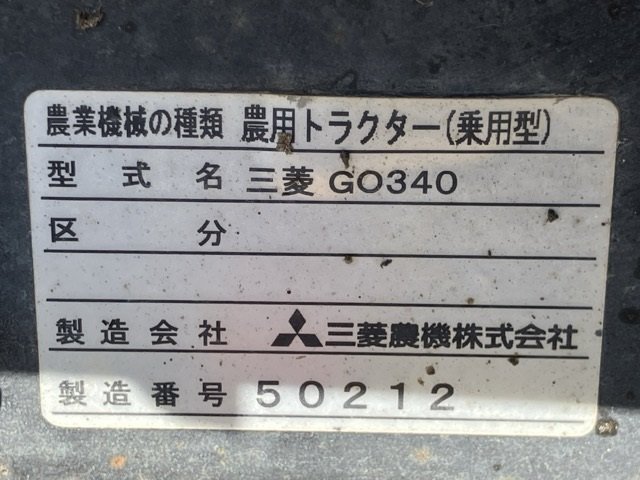 農業機械の種類 農用トラクター(乗用型)
型式名 三菱 GO340
区分
製造会社 三菱農機株式会社
製造番号 50212